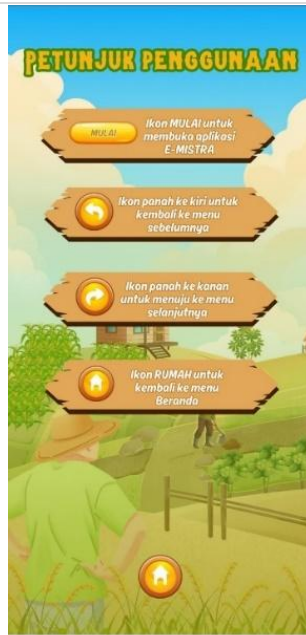 PETUNJUK PENGGUNAAN
MULAI
Ikon MULAI untuk
membuka aplikasi
E-MISTRA
Ikon panah ke kiri untuk
kembali ke menu
sebelumnya
Ikon panah ke kanan
untuk menuju ke menu
selanjutnya
Ikon RUMAH untuk
kembali ke menu
Beranda